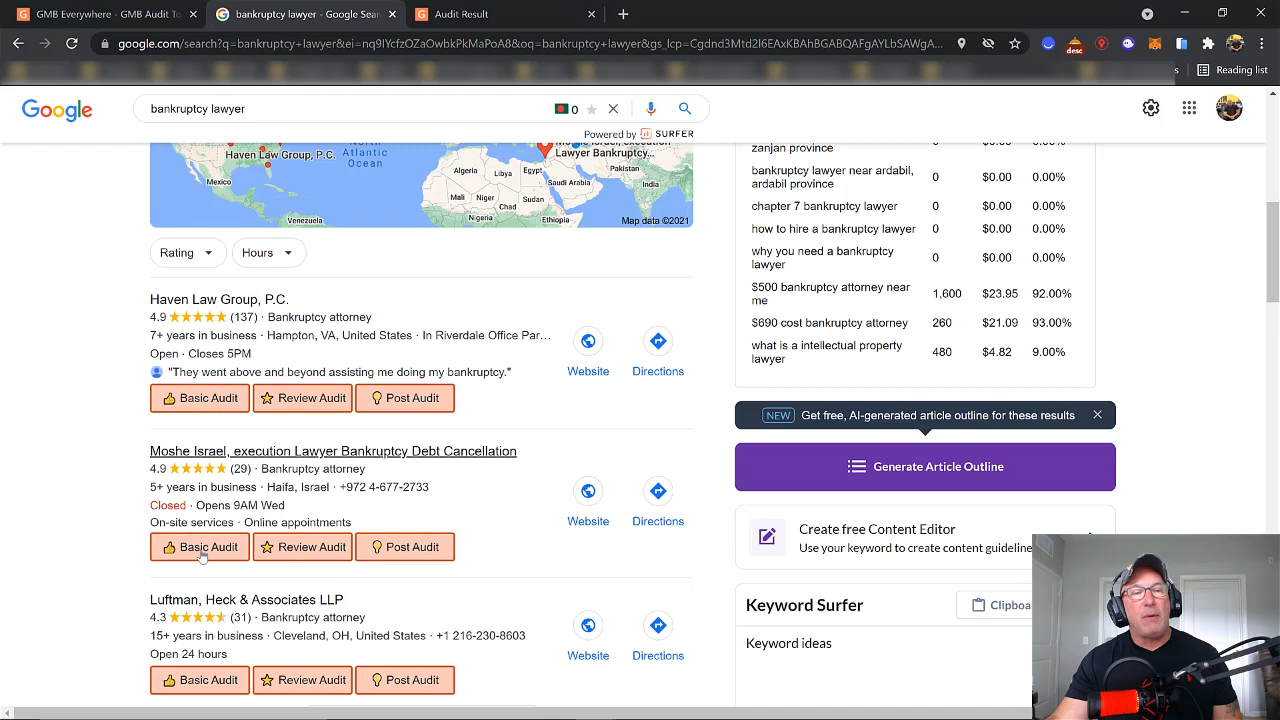 GMB Everywhere - GMB Audit To
bankruptcy lawyer - Google Sear
Audit Result
google.com/search?q=bankruptcy+lawyer&ei=nq9IYcfzOZaOwbkPkMaPoA8&oq=bankruptcy+lawyer&gs_lcp=Cgdnd3Mtd2l6EAxKBAhBGABQAFgAYLbSAWgA...
desc
Reading list
Google
bankruptcy lawyer
0
Powered by SURFER
North
Atlantic
Ocean
Haven Law Group, P.C.
Mexico
Venezuela
Lawyer Bankruptcy...
Algeria
Libya
Egypt
Saudi Arabia
Pakistan
India
Mali
Niger
Chad
Sudan
Nigeria
Ethiopia
Map data ©2021
Rating
Hours
Haven Law Group, P.C.
4.9 (137) · Bankruptcy attorney
7+ years in business · Hampton, VA, United States · In Riverdale Office Par...
Open · Closes 5PM
"They went above and beyond assisting me doing my bankruptcy."
Website
Directions
Basic Audit
Review Audit
Post Audit
Moshe Israel, execution Lawyer Bankruptcy Debt Cancellation
4.9 (29) · Bankruptcy attorney
5+ years in business · Haifa, Israel · +972 4-677-2733
Closed · Opens 9AM Wed
On-site services · Online appointments
Website
Directions
Basic Audit
Review Audit
Post Audit
Luftman, Heck & Associates LLP
4.3 (31) · Bankruptcy attorney
15+ years in business · Cleveland, OH, United States · +1 216-230-8603
Open 24 hours
Website
Directions
Basic Audit
Review Audit
Post Audit
zanjan province 0 $0.00 0.00%
bankruptcy lawyer near ardabil,
ardabil province 0 $0.00 0.00%
chapter 7 bankruptcy lawyer 0 $0.00 0.00%
how to hire a bankruptcy lawyer 0 $0.00 0.00%
why you need a bankruptcy
lawyer 0 $0.00 0.00%
$500 bankruptcy attorney near
me 1,600 $23.95 92.00%
$690 cost bankruptcy attorney 260 $21.09 93.00%
what is a intellectual property
lawyer 480 $4.82 9.00%
NEW Get free, AI-generated article outline for these results
Generate Article Outline
Create free Content Editor
Use your keyword to create content guideline
Keyword Surfer
Clipboa
Keyword ideas